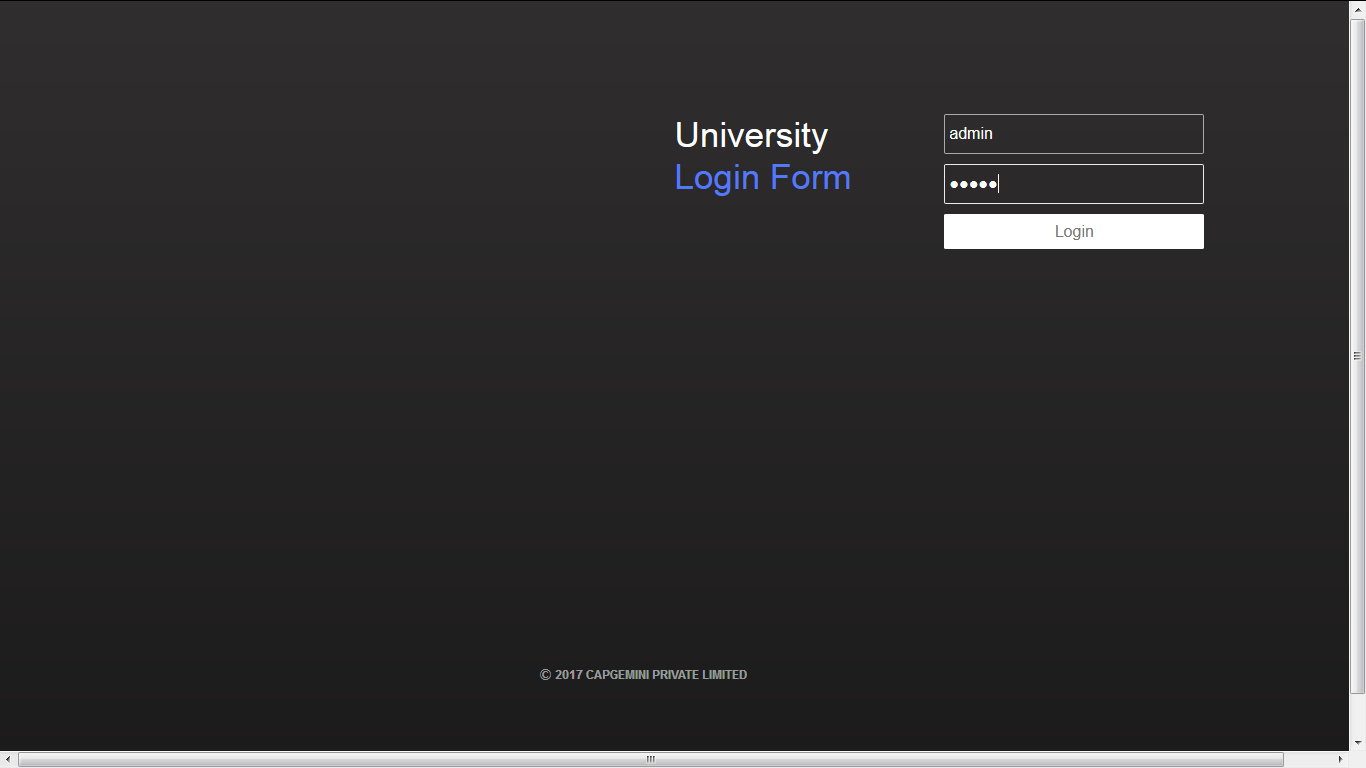 University
Login Form
admin
•••••
Login
© 2017 CAPGEMINI PRIVATE LIMITED